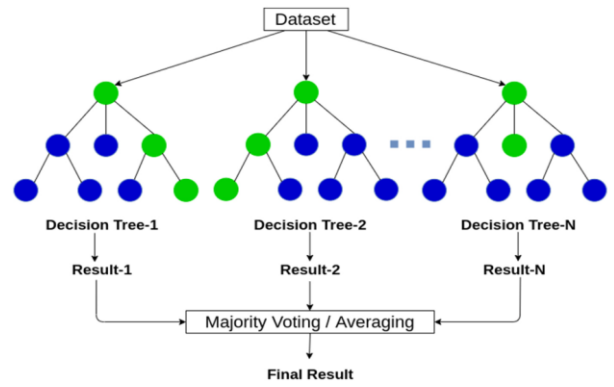 Dataset
Decision Tree-1
Decision Tree-2
Decision Tree-N
Result-1
Result-2
Result-N
Majority Voting / Averaging
Final Result